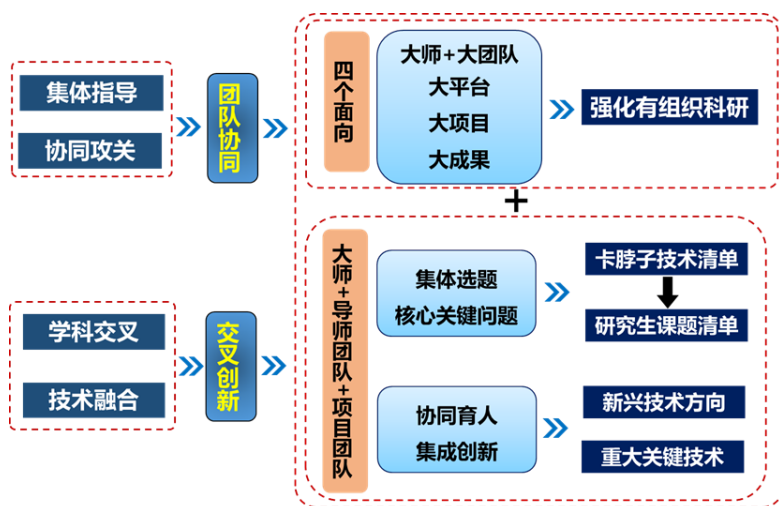 集体指导
协同攻关
团队协同
四个面向
大师+大团队
大平台
大项目
大成果
强化有组织科研
+
学科交叉
技术融合
交叉创新
大师+导师团队+项目团队
集体选题
核心关键问题
卡脖子技术清单
研究生课题清单
协同育人
集成创新
新兴技术方向
重大关键技术